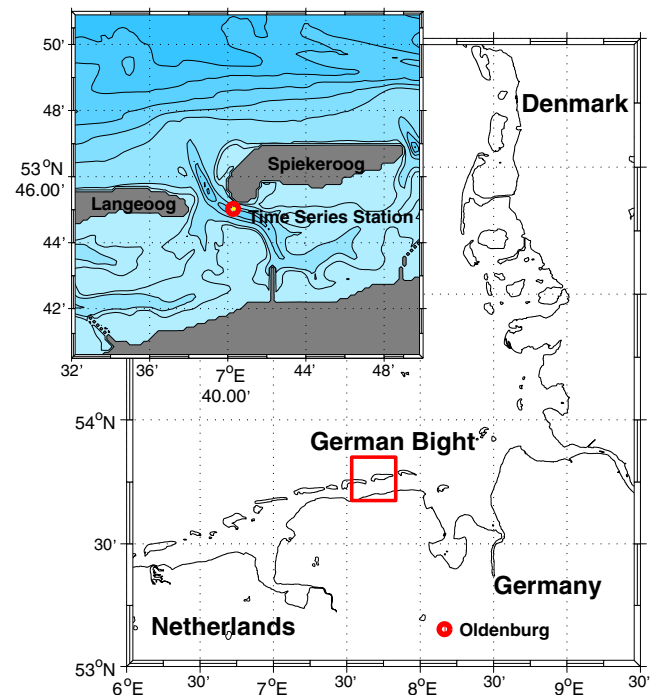 50'
48'
53°N
46.00'
44'
42'
32'
36'
7°E
40.00'
44'
48'
Spiekeroog
Langeoog
Time Series Station
Denmark
54°N
German Bight
30'
Germany
Netherlands
Oldenburg
53°N
6°E
30'
7°E
30'
8°E
30'
9°E
30'